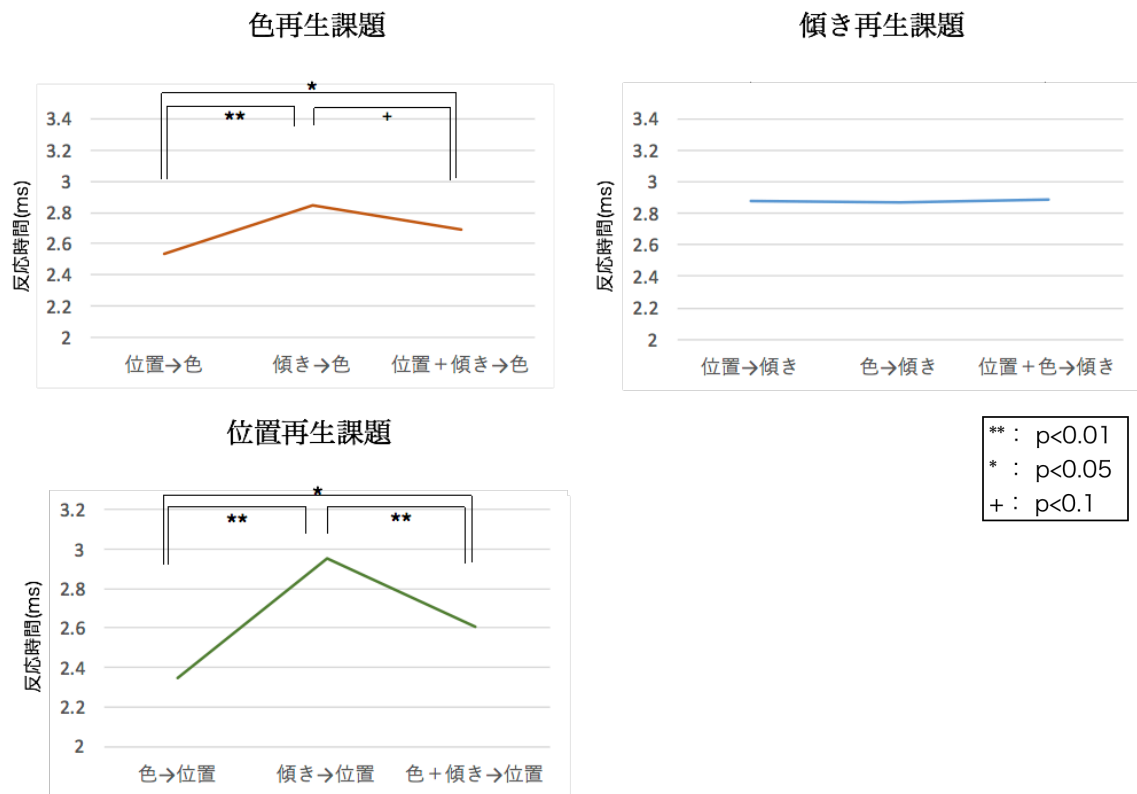 色再生課題
*
**
+
3.4
3.2
3
2.8
2.6
2.4
2.2
2
反応時間(ms)
位置→色
傾き→色
位置+傾き→色
傾き再生課題
3.4
3.2
3
2.8
2.6
2.4
2.2
2
反応時間(ms)
位置→傾き
色→傾き
位置+色→傾き
位置再生課題
*
**
**
3.2
3
2.8
2.6
2.4
2.2
2
反応時間(ms)
色→位置
傾き→位置
色+傾き→位置
** : p<0.01
* : p<0.05
+ : p<0.1